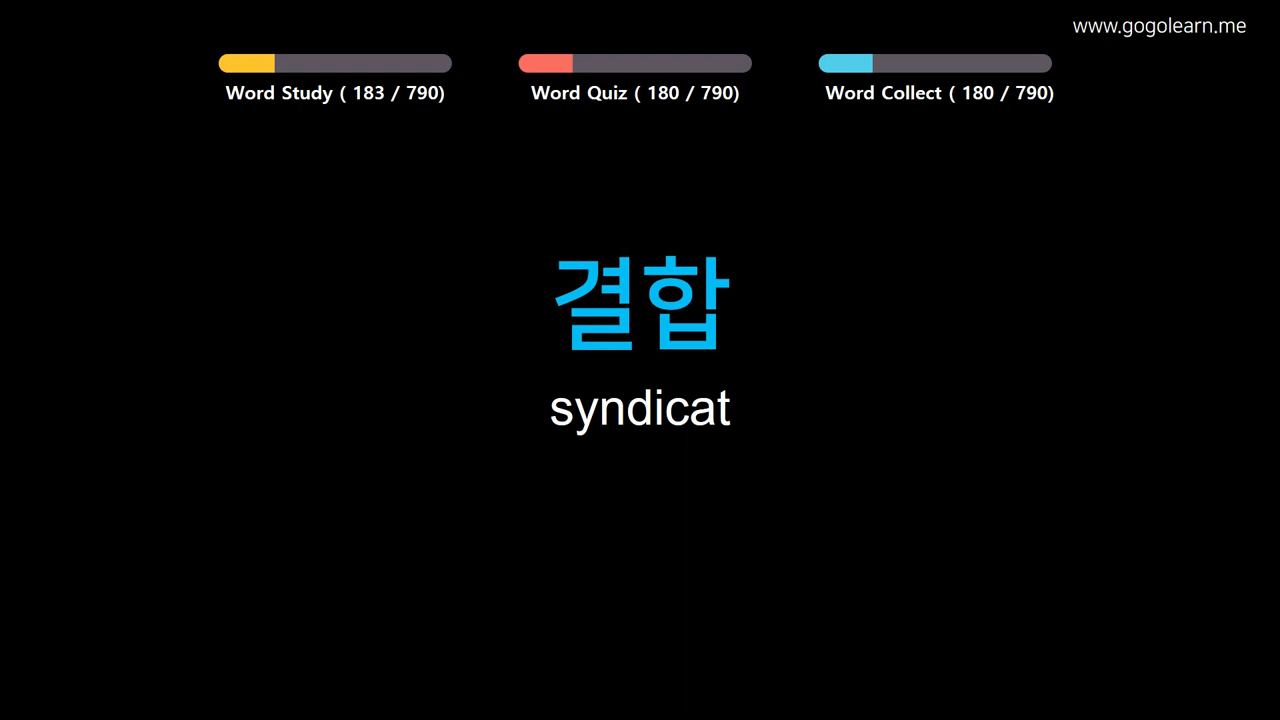 www.gogolearn.me
Word Study ( 183 / 790)
Word Quiz ( 180 / 790)
Word Collect ( 180 / 790)
결합
syndicat